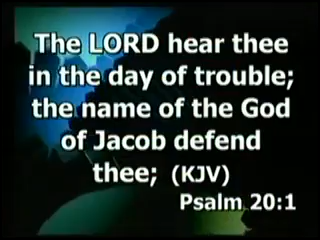 The LORD hear thee
in the day of trouble;
the name of the God
of Jacob defend
thee; (KJV)
Psalm 20:1